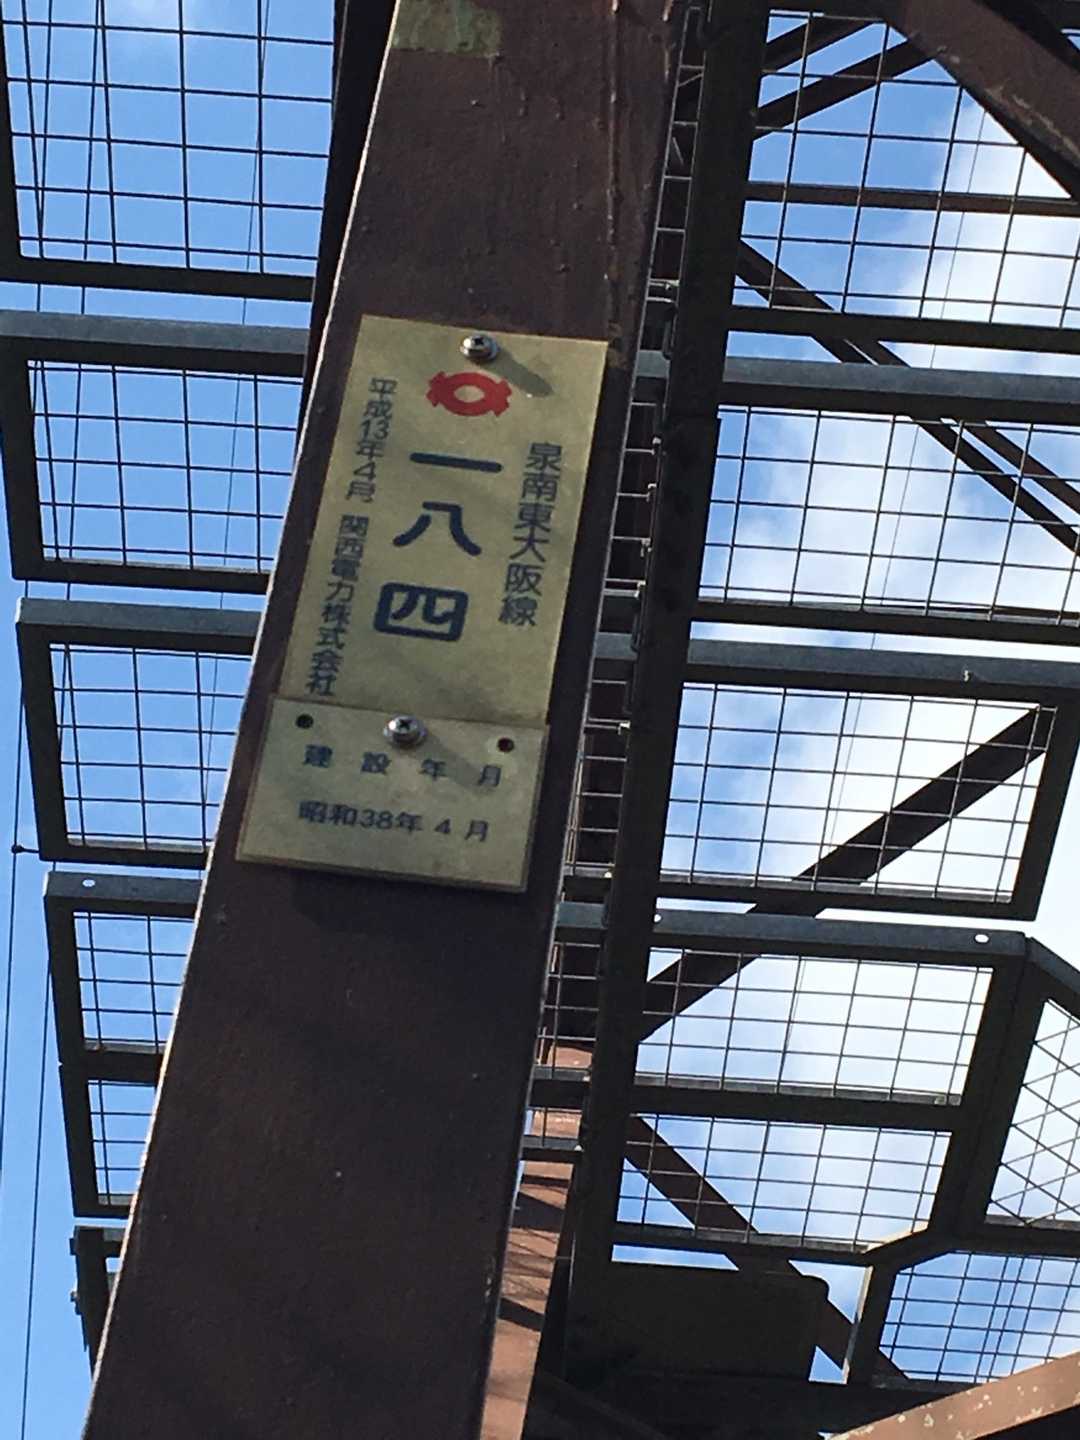 泉南東大阪線
一八四
平成13年4月 関西電力株式会社
建設年月
昭和38年4月